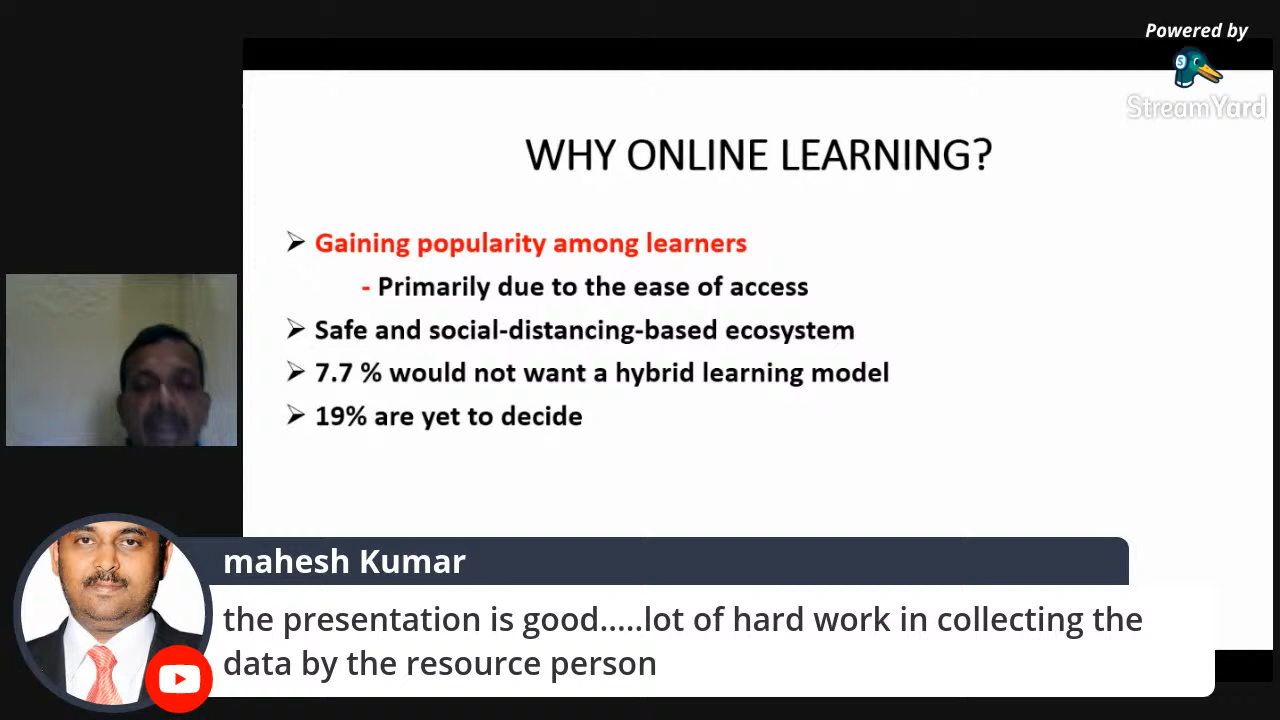 Powered by
StreamYard
WHY ONLINE LEARNING?
➢ Gaining popularity among learners
- Primarily due to the ease of access
➢ Safe and social-distancing-based ecosystem
➢ 7.7 % would not want a hybrid learning model
➢ 19% are yet to decide
mahesh Kumar
the presentation is good.....lot of hard work in collecting the
data by the resource person